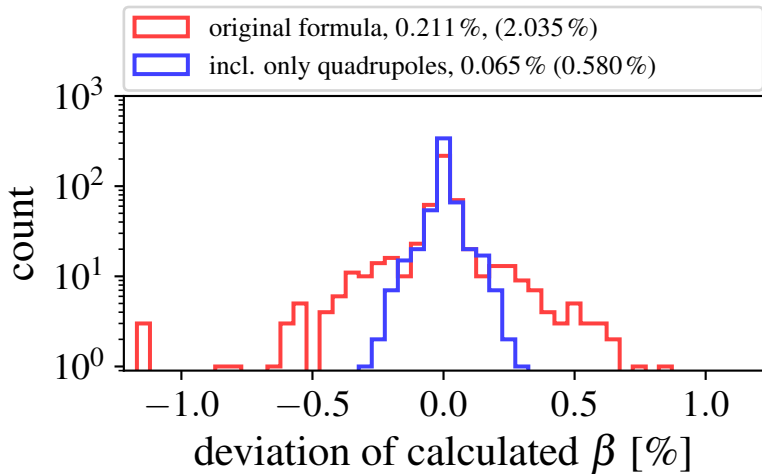 original formula, 0.211 %, (2.035 %)
incl. only quadrupoles, 0.065 % (0.580 %)
10³
10²
10¹
10⁰
count
−1.0 −0.5 0.0 0.5 1.0
deviation of calculated β [%]